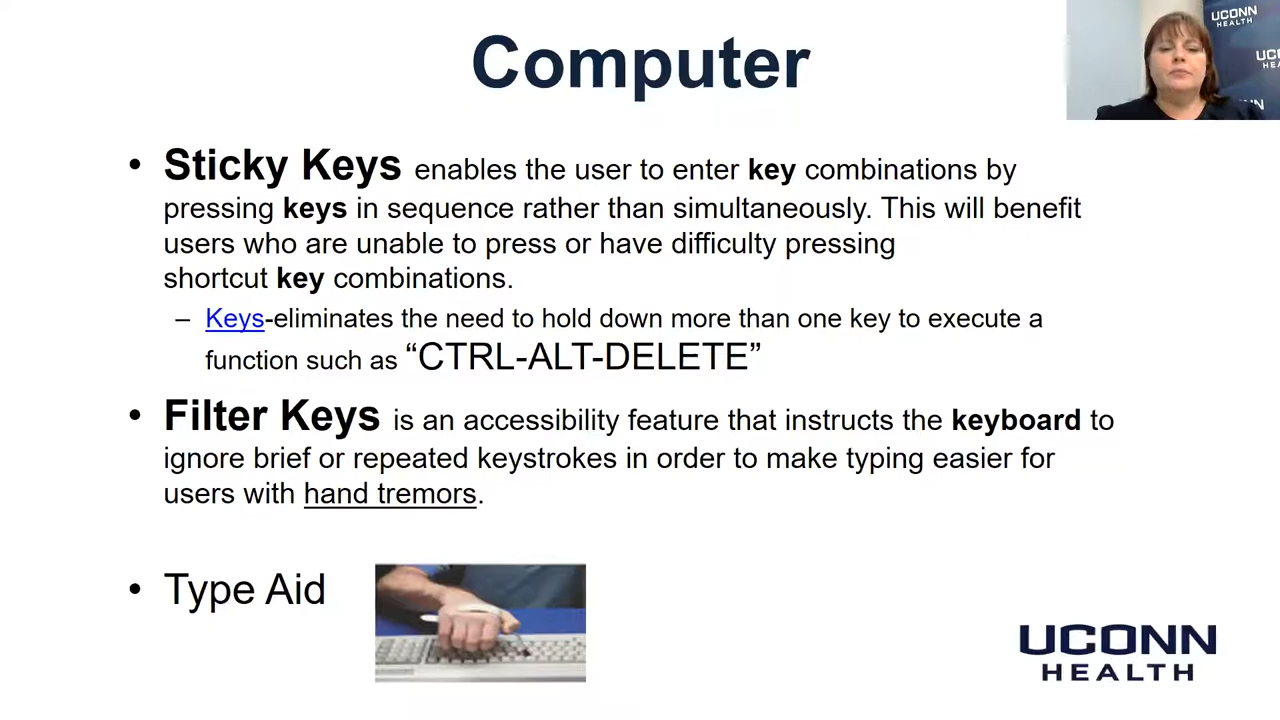 UCONN
HEALTH
UCONN
Computer
• Sticky Keys enables the user to enter key combinations by
pressing keys in sequence rather than simultaneously. This will benefit
users who are unable to press or have difficulty pressing
shortcut key combinations.
– Keys-eliminates the need to hold down more than one key to execute a
function such as “CTRL-ALT-DELETE”
• Filter Keys is an accessibility feature that instructs the keyboard to
ignore brief or repeated keystrokes in order to make typing easier for
users with hand tremors.
• Type Aid
UCONN
HEALTH